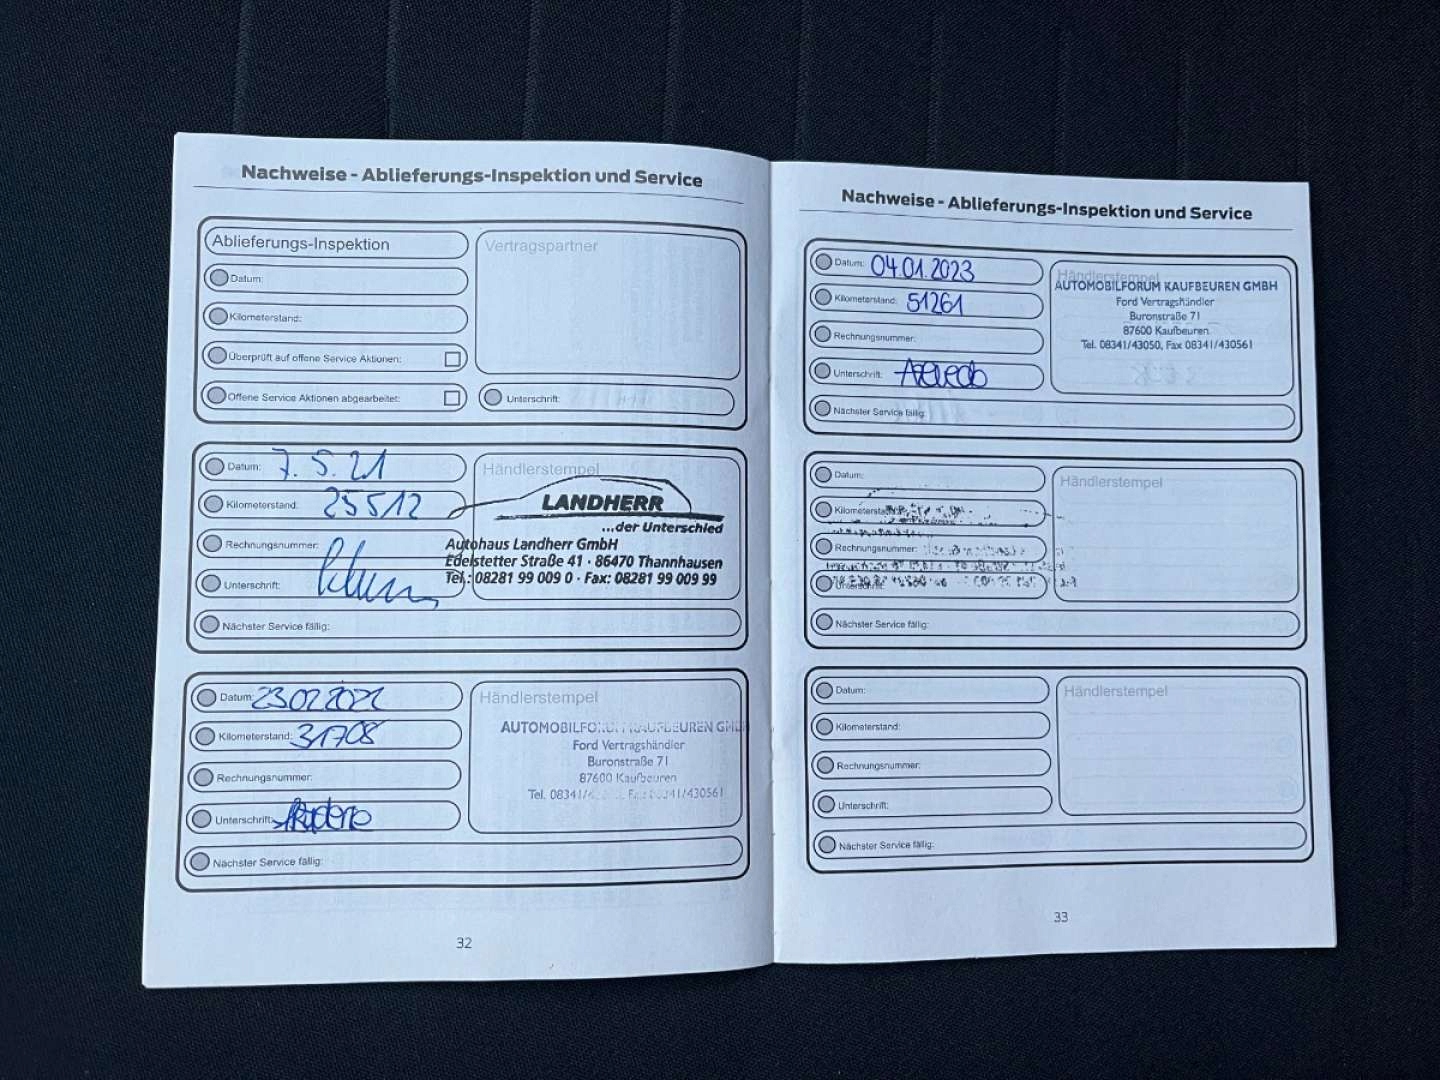 Nachweise - Ablieferungs-Inspektion und Service
Ablieferungs-Inspektion
Vertragspartner
Datum:
Kilometerstand:
Überprüft auf offene Service Aktionen:
Offene Service Aktionen abgearbeitet:
Unterschrift:
Datum: 7.5.21
Kilometerstand: 25512
Rechnungsnummer:
Unterschrift:
Nächster Service fällig:
Händlerstempel
LANDHERR
...der Unterschied
Autohaus Landherr GmbH
Edelstetter Straße 41 · 86470 Thannhausen
Tel.: 08281 99 009 0 · Fax: 08281 99 009 99
Datum: 23022022
Kilometerstand: 31708
Rechnungsnummer:
Unterschrift:
Nächster Service fällig:
Händlerstempel
AUTOMOBILFORUM KAUFBEUREN GMBH
Ford Vertragshändler
Buronstraße 71
87600 Kaufbeuren
Tel. 08341/
32
Nachweise - Ablieferungs-Inspektion und Service
Datum: 04.01.2023
Kilometerstand: 51261
Rechnungsnummer:
Unterschrift:
Nächster Service fällig:
Händlerstempel
AUTOMOBILFORUM KAUFBEUREN GMBH
Ford Vertragshändler
Buronstraße 71
87600 Kaufbeuren
Tel. 08341/43050, Fax 08341/430561
Datum:
Kilometerstand:
Rechnungsnummer:
Unterschrift:
Nächster Service fällig:
Händlerstempel
Datum:
Kilometerstand:
Rechnungsnummer:
Unterschrift:
Nächster Service fällig:
Händlerstempel
33